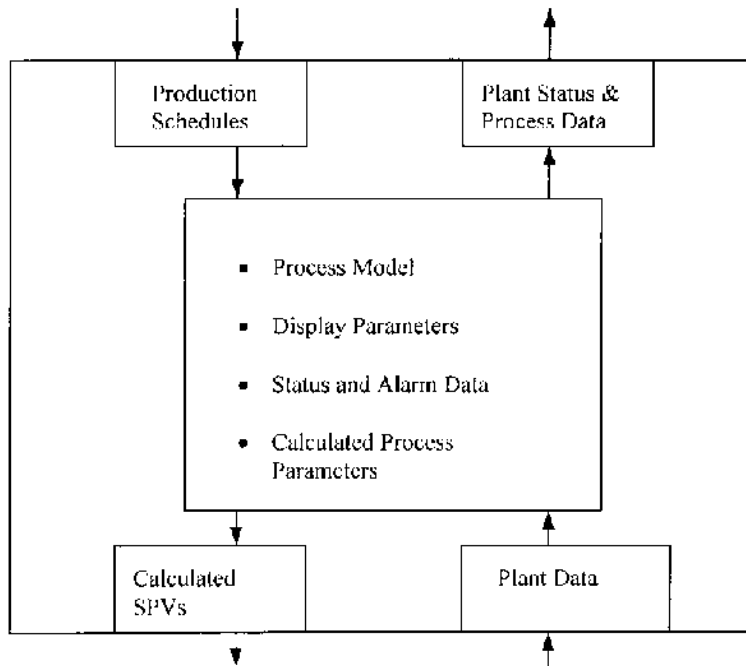 Production
Schedules
Plant Status &
Process Data
Process Model
Display Parameters
Status and Alarm Data
Calculated Process
Parameters
Calculated
SPVs
Plant Data